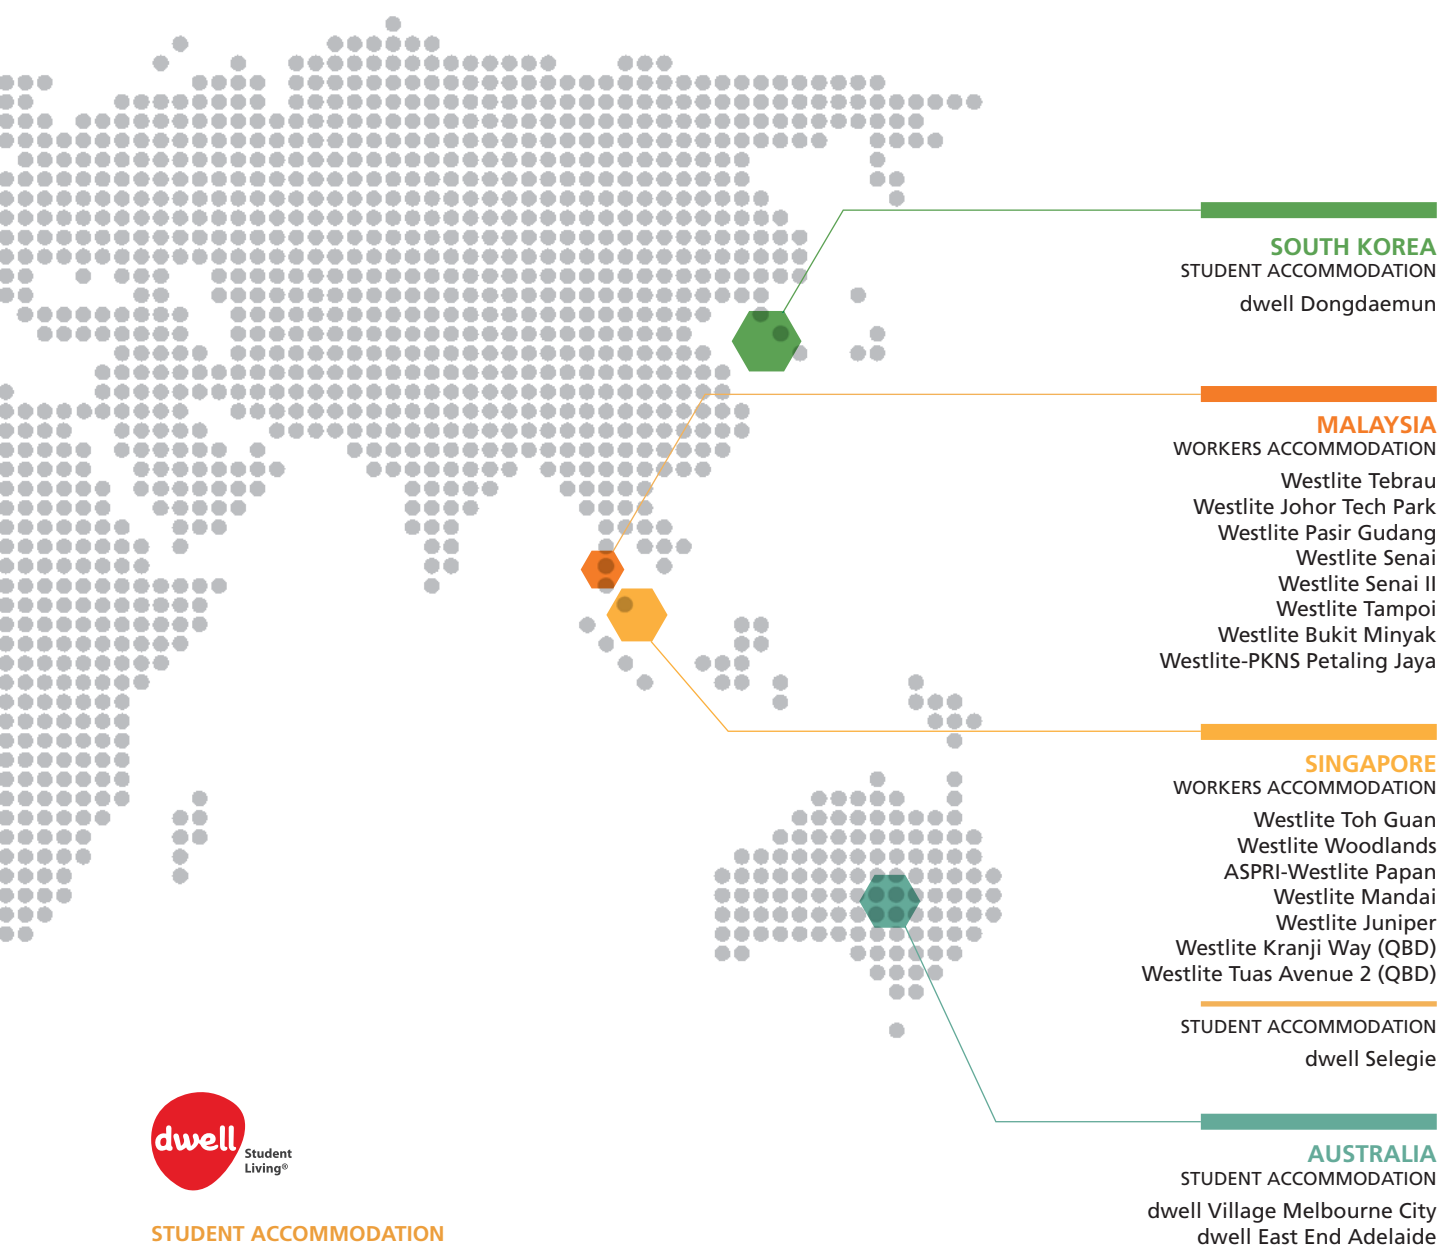 SOUTH KOREA
STUDENT ACCOMMODATION
dwell Dongdaemun
MALAYSIA
WORKERS ACCOMMODATION
Westlite Tebrau
Westlite Johor Tech Park
Westlite Pasir Gudang
Westlite Senai
Westlite Senai II
Westlite Tampoi
Westlite Bukit Minyak
Westlite-PKNS Petaling Jaya
SINGAPORE
WORKERS ACCOMMODATION
Westlite Toh Guan
Westlite Woodlands
ASPRI-Westlite Papan
Westlite Mandai
Westlite Juniper
Westlite Kranji Way (QBD)
Westlite Tuas Avenue 2 (QBD)
STUDENT ACCOMMODATION
dwell Selegie
AUSTRALIA
STUDENT ACCOMMODATION
dwell Village Melbourne City
dwell East End Adelaide
dwell
Student
Living®
STUDENT ACCOMMODATION